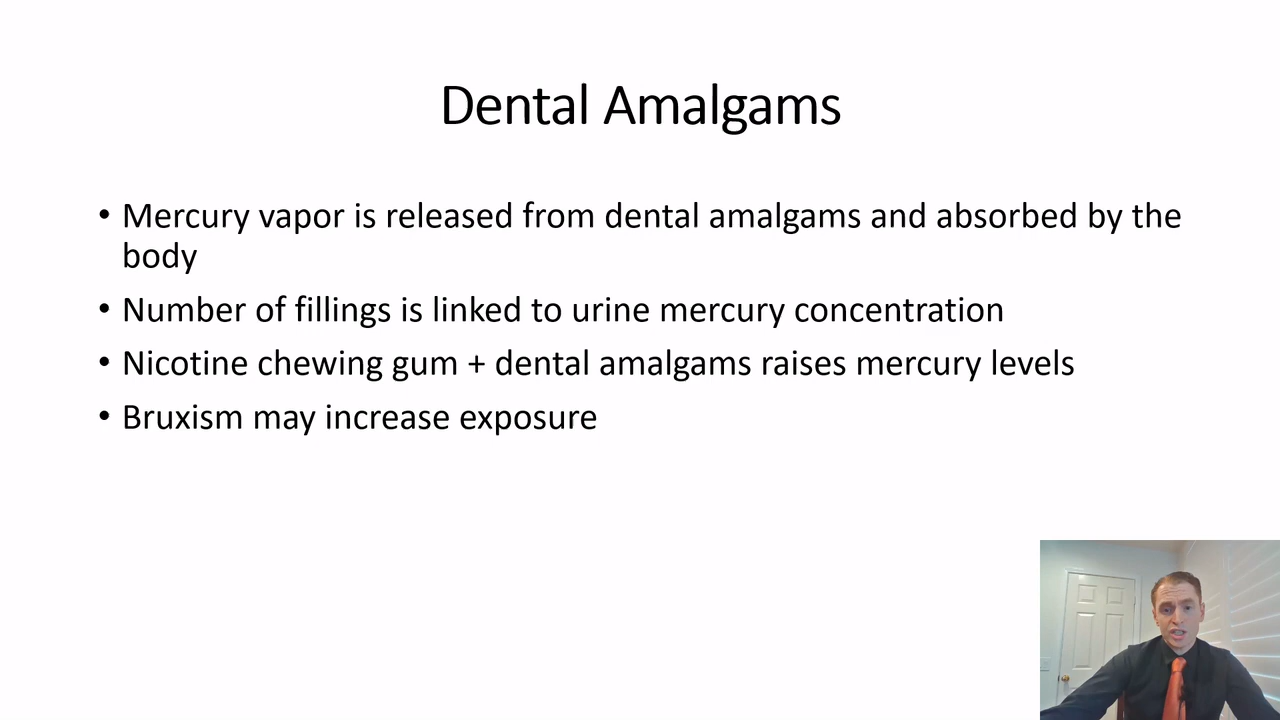 Dental Amalgams
• Mercury vapor is released from dental amalgams and absorbed by the
body
• Number of fillings is linked to urine mercury concentration
• Nicotine chewing gum + dental amalgams raises mercury levels
• Bruxism may increase exposure